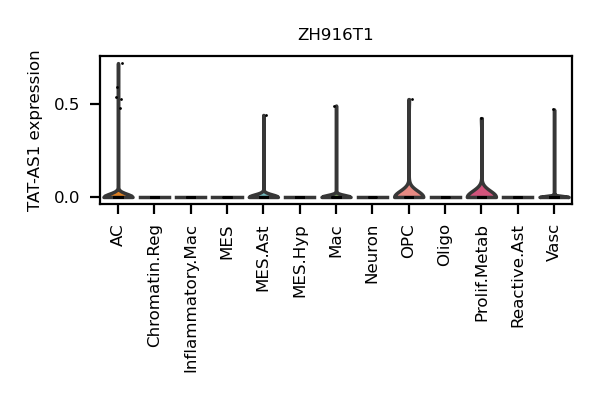 ZH916T1
TAT-AS1 expression
0.5
0.0
AC
Chromatin.Reg
Inflammatory.Mac
MES
MES.Ast
MES.Hyp
Mac
Neuron
OPC
Oligo
Prolif.Metab
Reactive.Ast
Vasc